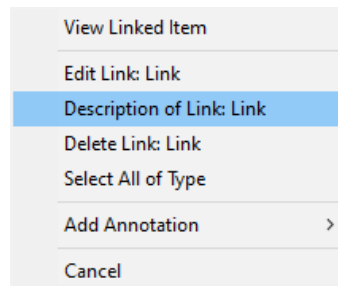 View Linked Item
Edit Link: Link
Description of Link: Link
Delete Link: Link
Select All of Type
Add Annotation
Cancel